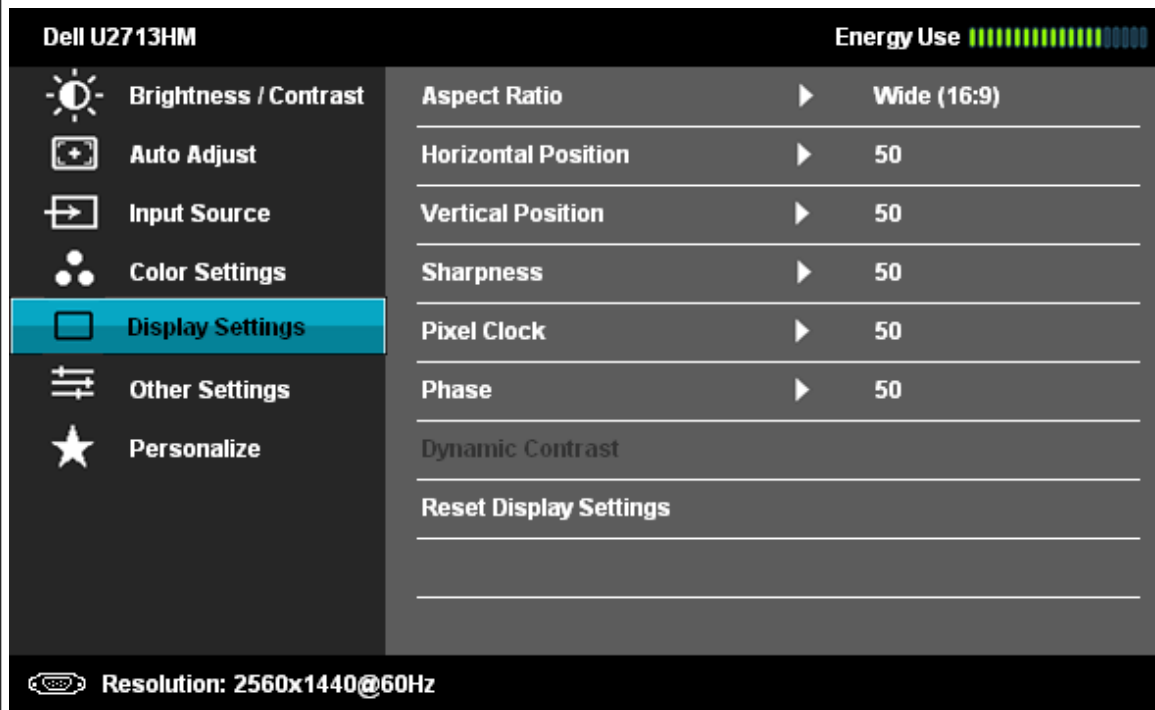 Dell U2713HM Energy Use
Brightness / Contrast Aspect Ratio Wide (16:9)
Auto Adjust Horizontal Position 50
Input Source Vertical Position 50
Color Settings Sharpness 50
Display Settings Pixel Clock 50
Other Settings Phase 50
Personalize Dynamic Contrast
Reset Display Settings
Resolution: 2560x1440@60Hz